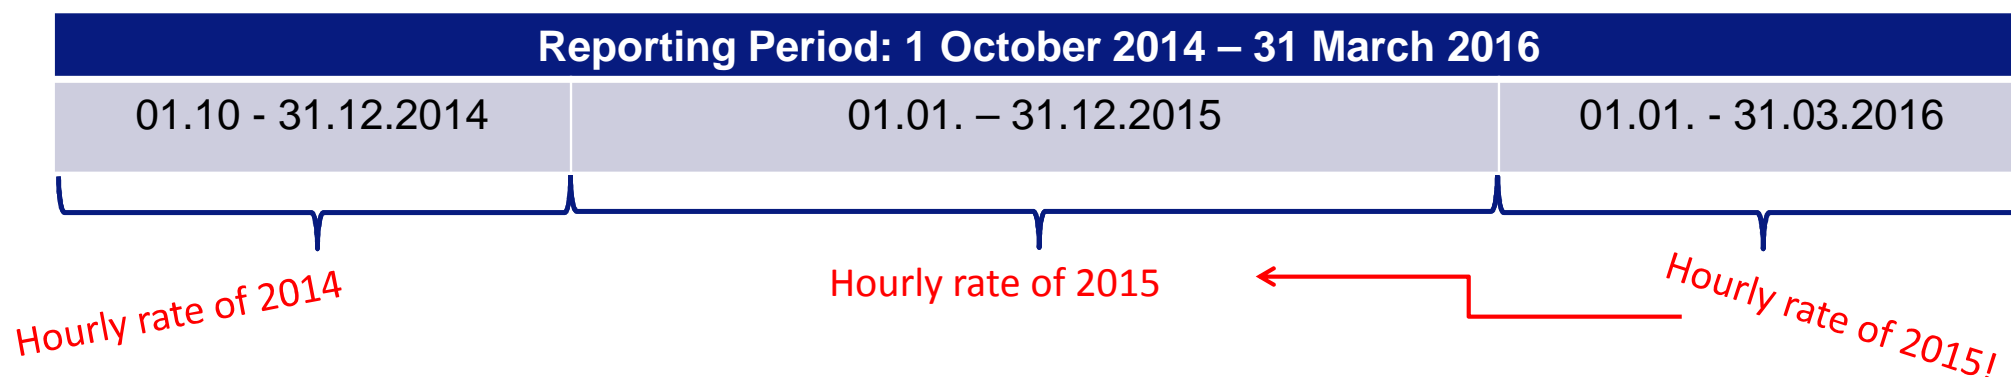 Reporting Period: 1 October 2014 – 31 March 2016
01.10 - 31.12.2014
01.01. – 31.12.2015
01.01. - 31.03.2016
Hourly rate of 2014
Hourly rate of 2015
Hourly rate of 2015!